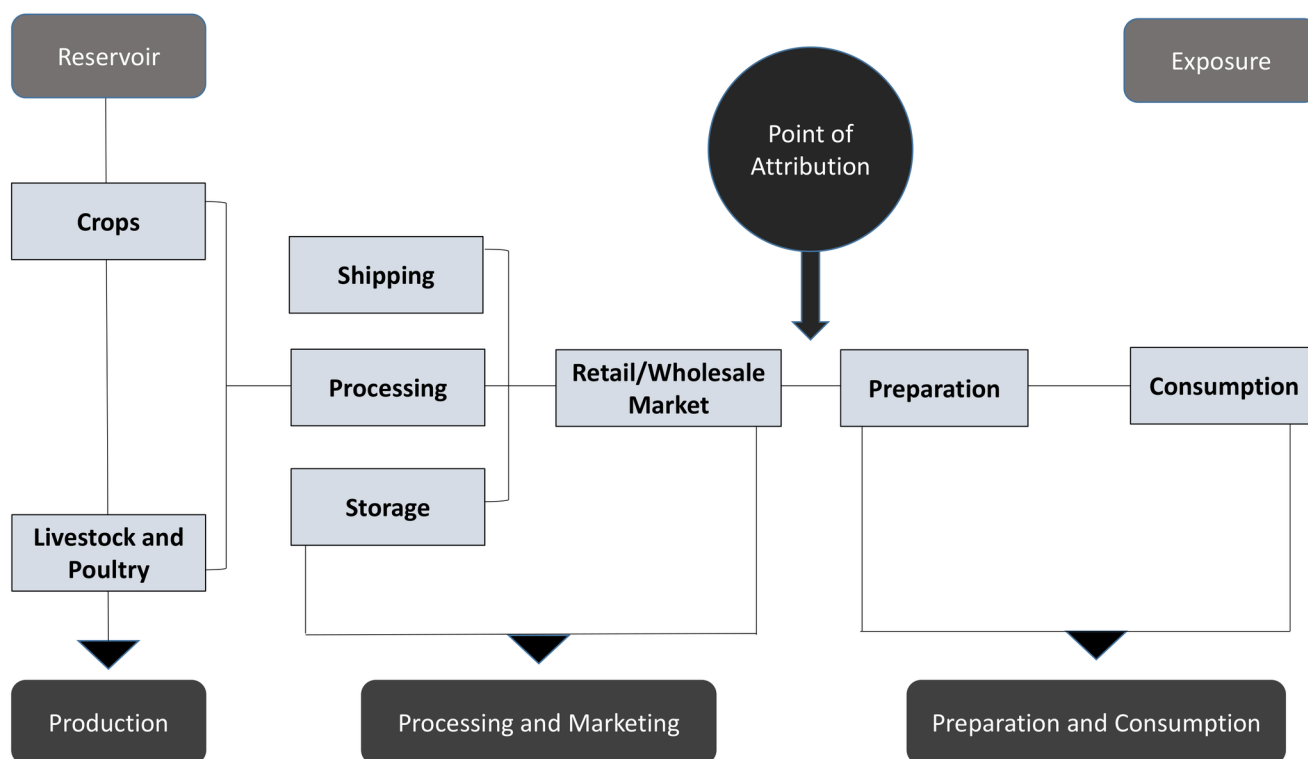 Reservoir
Exposure
Point of
Attribution
Crops
Shipping
Processing
Retail/Wholesale
Market
Preparation
Consumption
Storage
Livestock and
Poultry
Production
Processing and Marketing
Preparation and Consumption